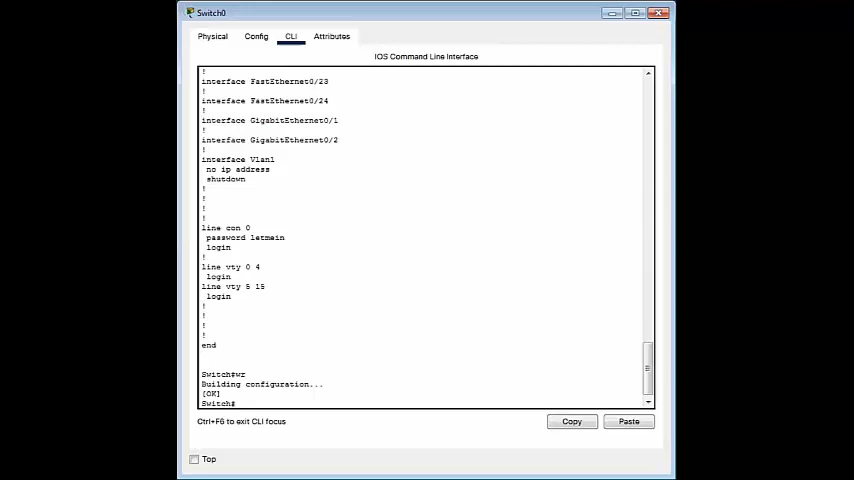 Switch0
Physical Config CLI Attributes
IOS Command Line Interface
!
interface FastEthernet0/23
!
interface FastEthernet0/24
!
interface GigabitEthernet0/1
!
interface GigabitEthernet0/2
!
interface Vlan1
no ip address
shutdown
!
!
!
!
line con 0
password letmein
login
!
line vty 0 4
login
line vty 5 15
login
!
!
!
!
end
Switch#wr
Building configuration...
[OK]
Switch#
Ctrl+F6 to exit CLI focus
Copy Paste
Top